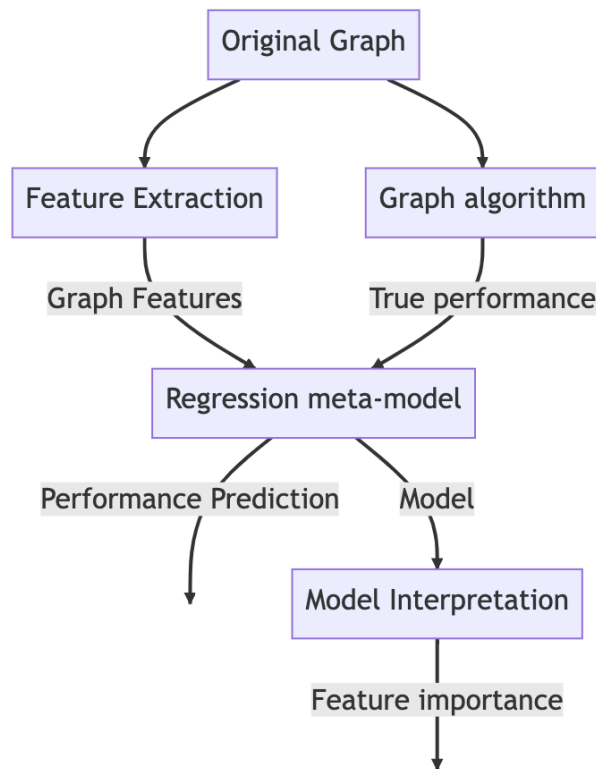 Original Graph
Feature Extraction
Graph algorithm
Graph Features
True performance
Regression meta-model
Performance Prediction
Model
Model Interpretation
Feature importance